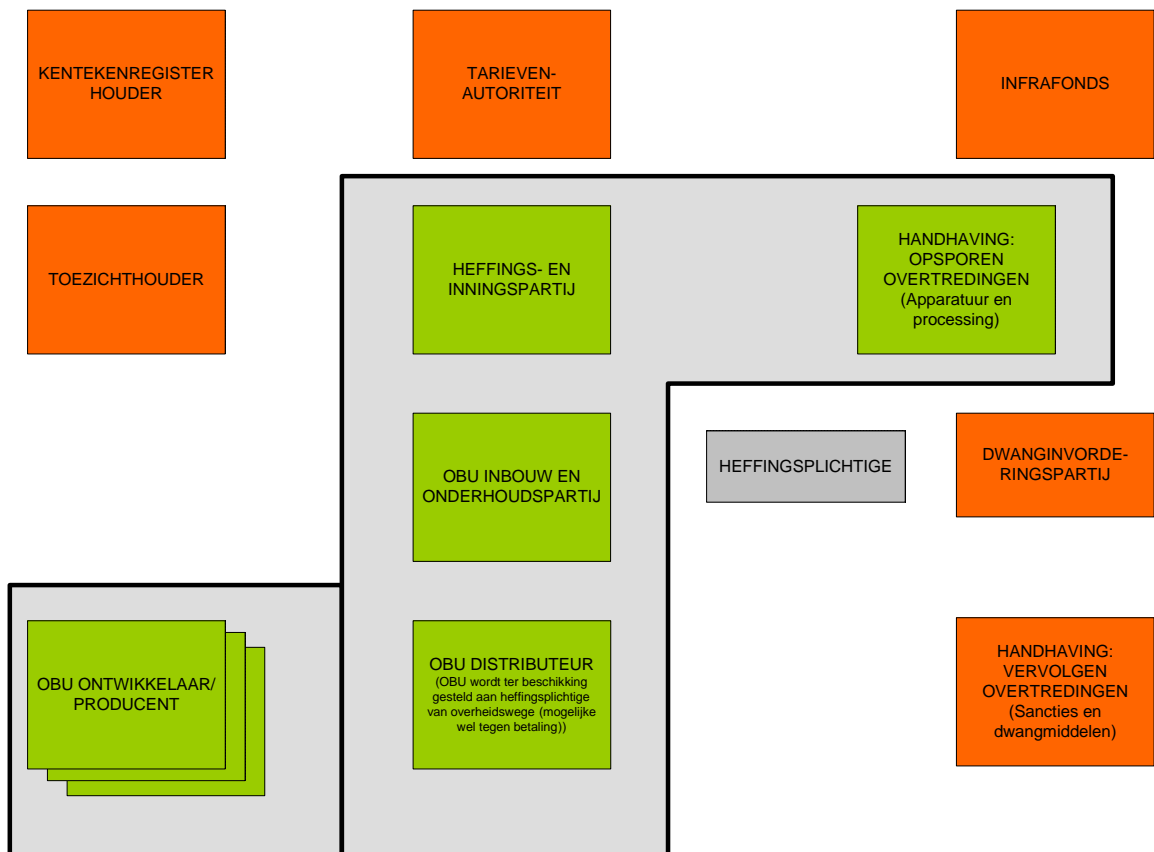 KENTEKENREGISTER
HOUDER
TARIEVEN-
AUTORITEIT
INFRAFONDS
TOEZICHTHOUDER
HEFFINGS- EN
INNINGSPARTIJ
HANDHAVING:
OPSPOREN
OVERTREDINGEN
(Apparatuur en
processing)
OBU INBOUW EN
ONDERHOUDSPARTIJ
HEFFINGSPLICHTIGE
DWANGINVORDE-
RINGSPARTIJ
OBU ONTWIKKELAAR/
PRODUCENT
OBU DISTRIBUTEUR
(OBU wordt ter beschikking
gesteld aan heffingsplichtige
van overheidswege (mogelijke
wel tegen betaling))
HANDHAVING:
VERVOLGEN
OVERTREDINGEN
(Sancties en
dwangmiddelen)